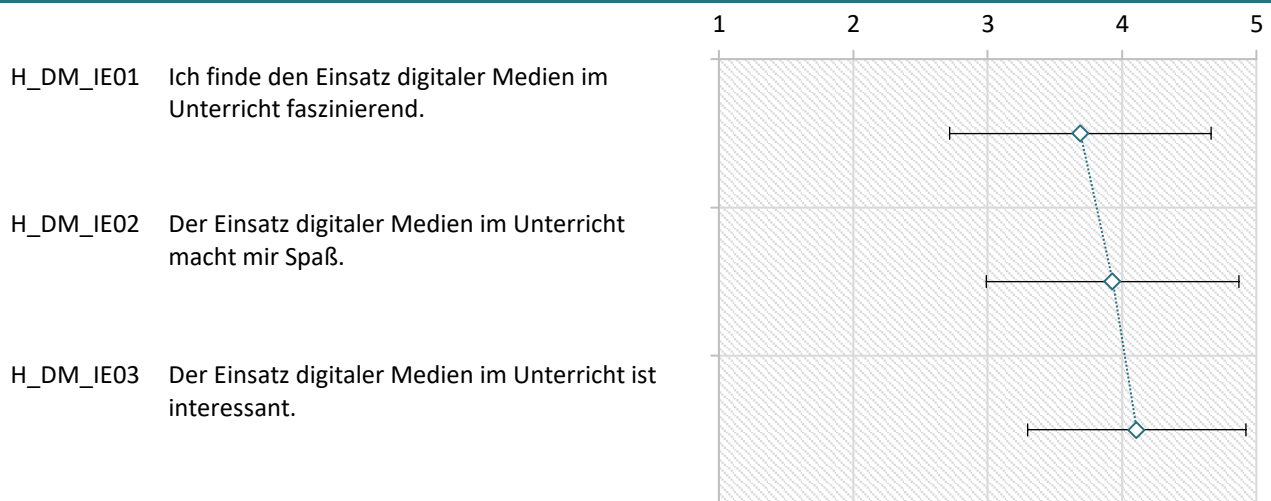 1 2 3 4 5
H_DM_IE01 Ich finde den Einsatz digitaler Medien im
Unterricht faszinierend.
H_DM_IE02 Der Einsatz digitaler Medien im Unterricht
macht mir Spaß.
H_DM_IE03 Der Einsatz digitaler Medien im Unterricht ist
interessant.